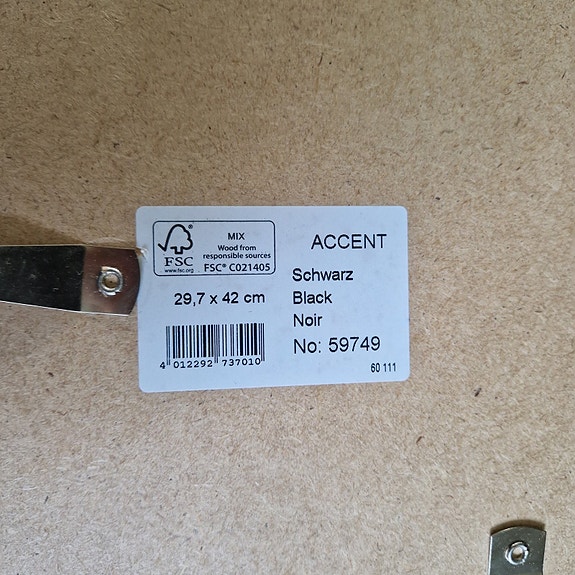 FSC
www.fsc.org
MIX
Wood from
responsible sources
FSC® C021405
29,7 x 42 cm
4 012292 737010
ACCENT
Schwarz
Black
Noir
No: 59749
60 111